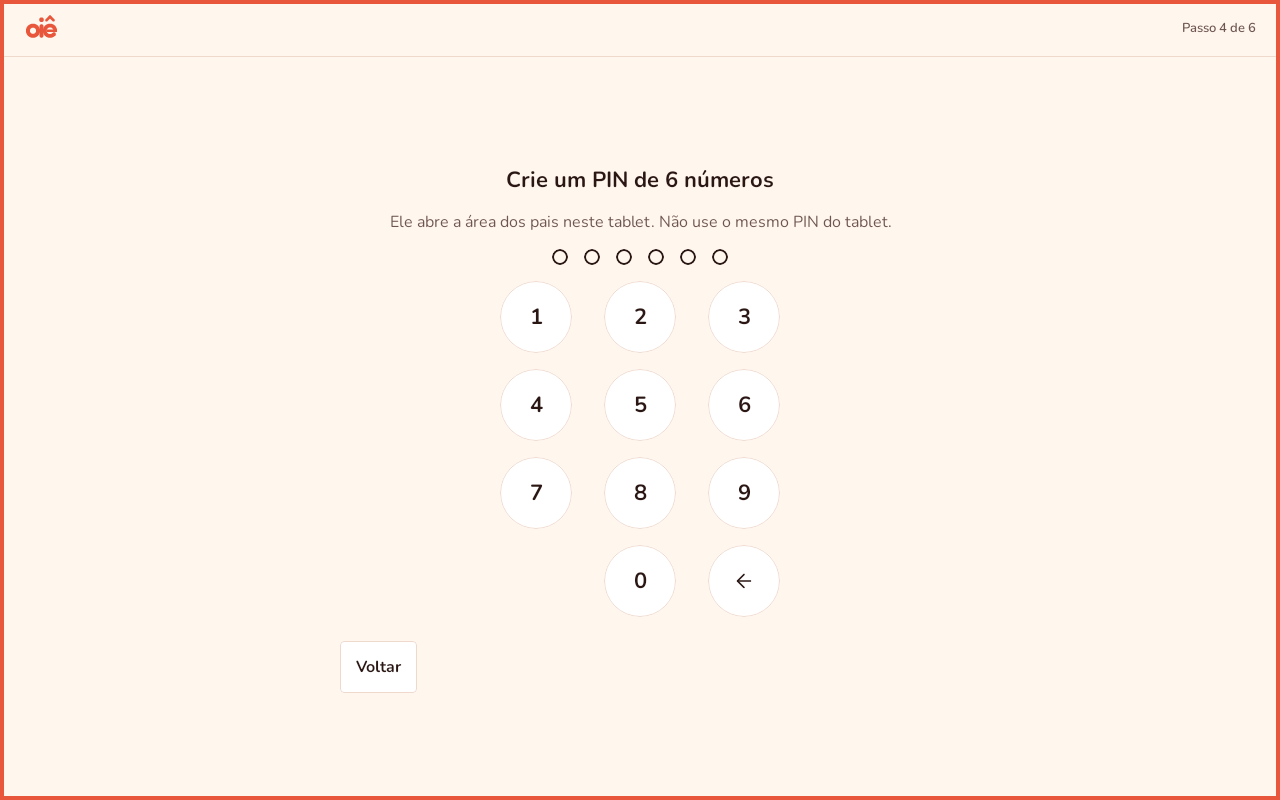 oiê
Passo 4 de 6
Crie um PIN de 6 números
Ele abre a área dos pais neste tablet. Não use o mesmo PIN do tablet.
1 2 3
4 5 6
7 8 9
0
Voltar